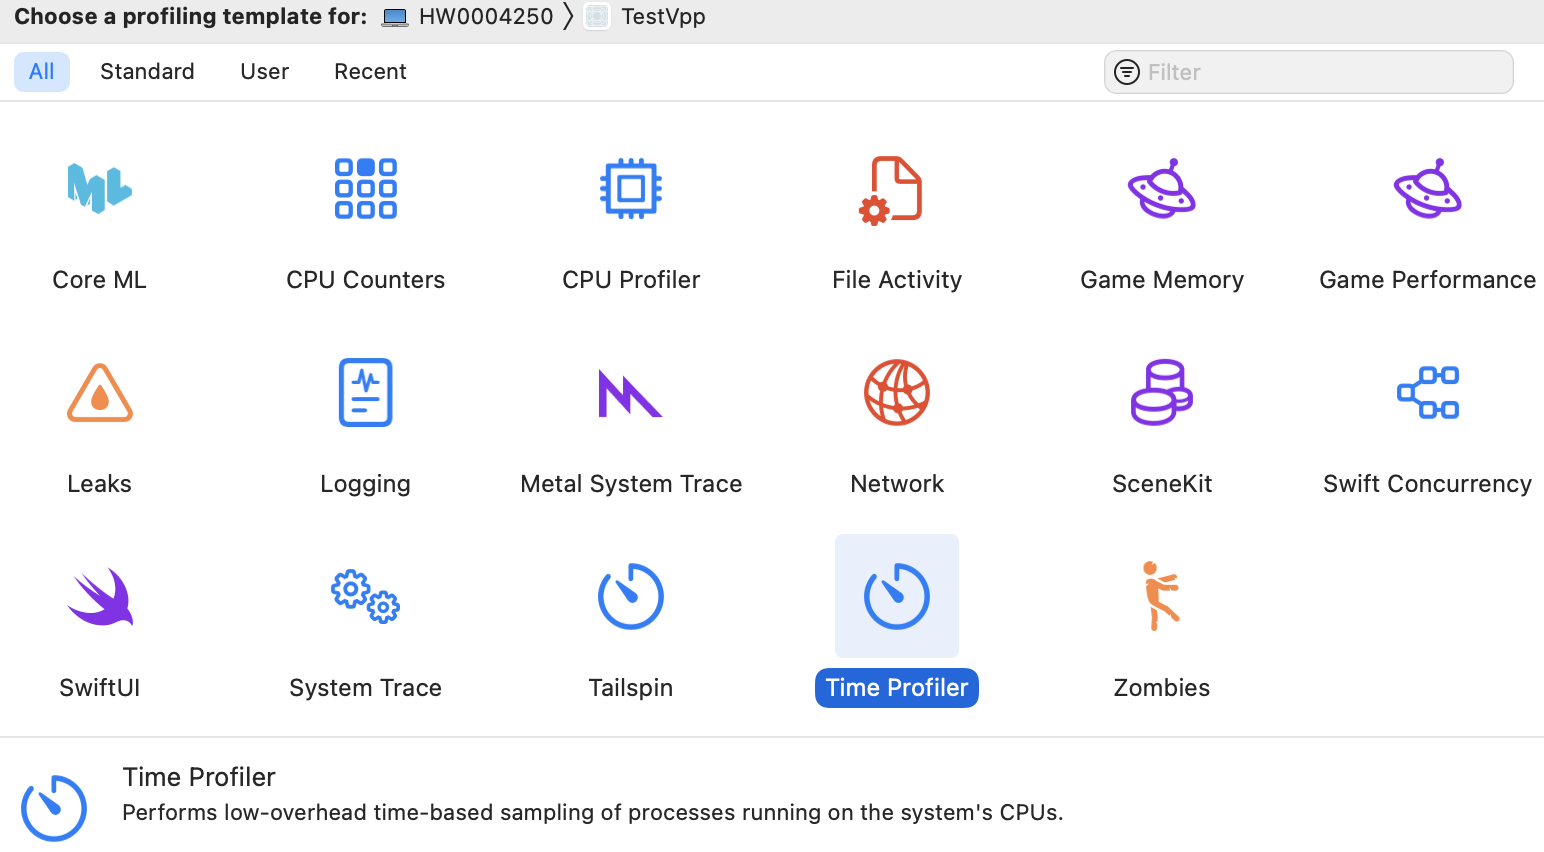 Choose a profiling template for: HW0004250 〉 TestVpp
All Standard User Recent Filter
Core ML CPU Counters CPU Profiler File Activity Game Memory Game Performance
Leaks Logging Metal System Trace Network SceneKit Swift Concurrency
SwiftUI System Trace Tailspin Time Profiler Zombies
Time Profiler
Performs low-overhead time-based sampling of processes running on the system's CPUs.